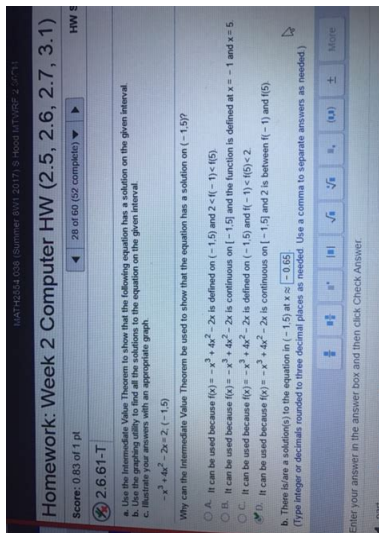 MATH2554 036 (Summer 8W1 2017)
Homework: Week 2 Computer HW (2.5, 2.6, 2.7, 3.1)
Score: 0.83 of 1 pt
28 of 60 (52 complete)
HW S
2.6.61-T
a. Use the Intermediate Value Theorem to show that the following equation has a solution on the given interval.
b. Use the graphing utility to find all the solutions to the equation on the given interval.
c. Illustrate your answers with an appropriate graph.
-x³ + 4x² - 2x = 2; (-1,5)
Why can the Intermediate Value Theorem be used to show that the equation has a solution on (-1,5)?
A. It can be used because f(x) = -x³ + 4x² - 2x is defined on (-1,5) and 2 < f(-1) < f(5).
B. It can be used because f(x) = -x³ + 4x² - 2x is continuous on [-1,5] and the function is defined at x = -1 and x = 5.
C. It can be used because f(x) = -x³ + 4x² - 2x is defined on (-1,5) and f(-1) < f(5) < 2.
D. It can be used because f(x) = -x³ + 4x² - 2x is continuous on [-1,5] and 2 is between f(-1) and f(5).
b. There is/are a solution(s) to the equation in (-1,5) at x ≈ -0.65
(Type integer or decimals rounded to three decimal places as needed. Use a comma to separate answers as needed.)
More
Enter your answer in the answer box and then click Check Answer.